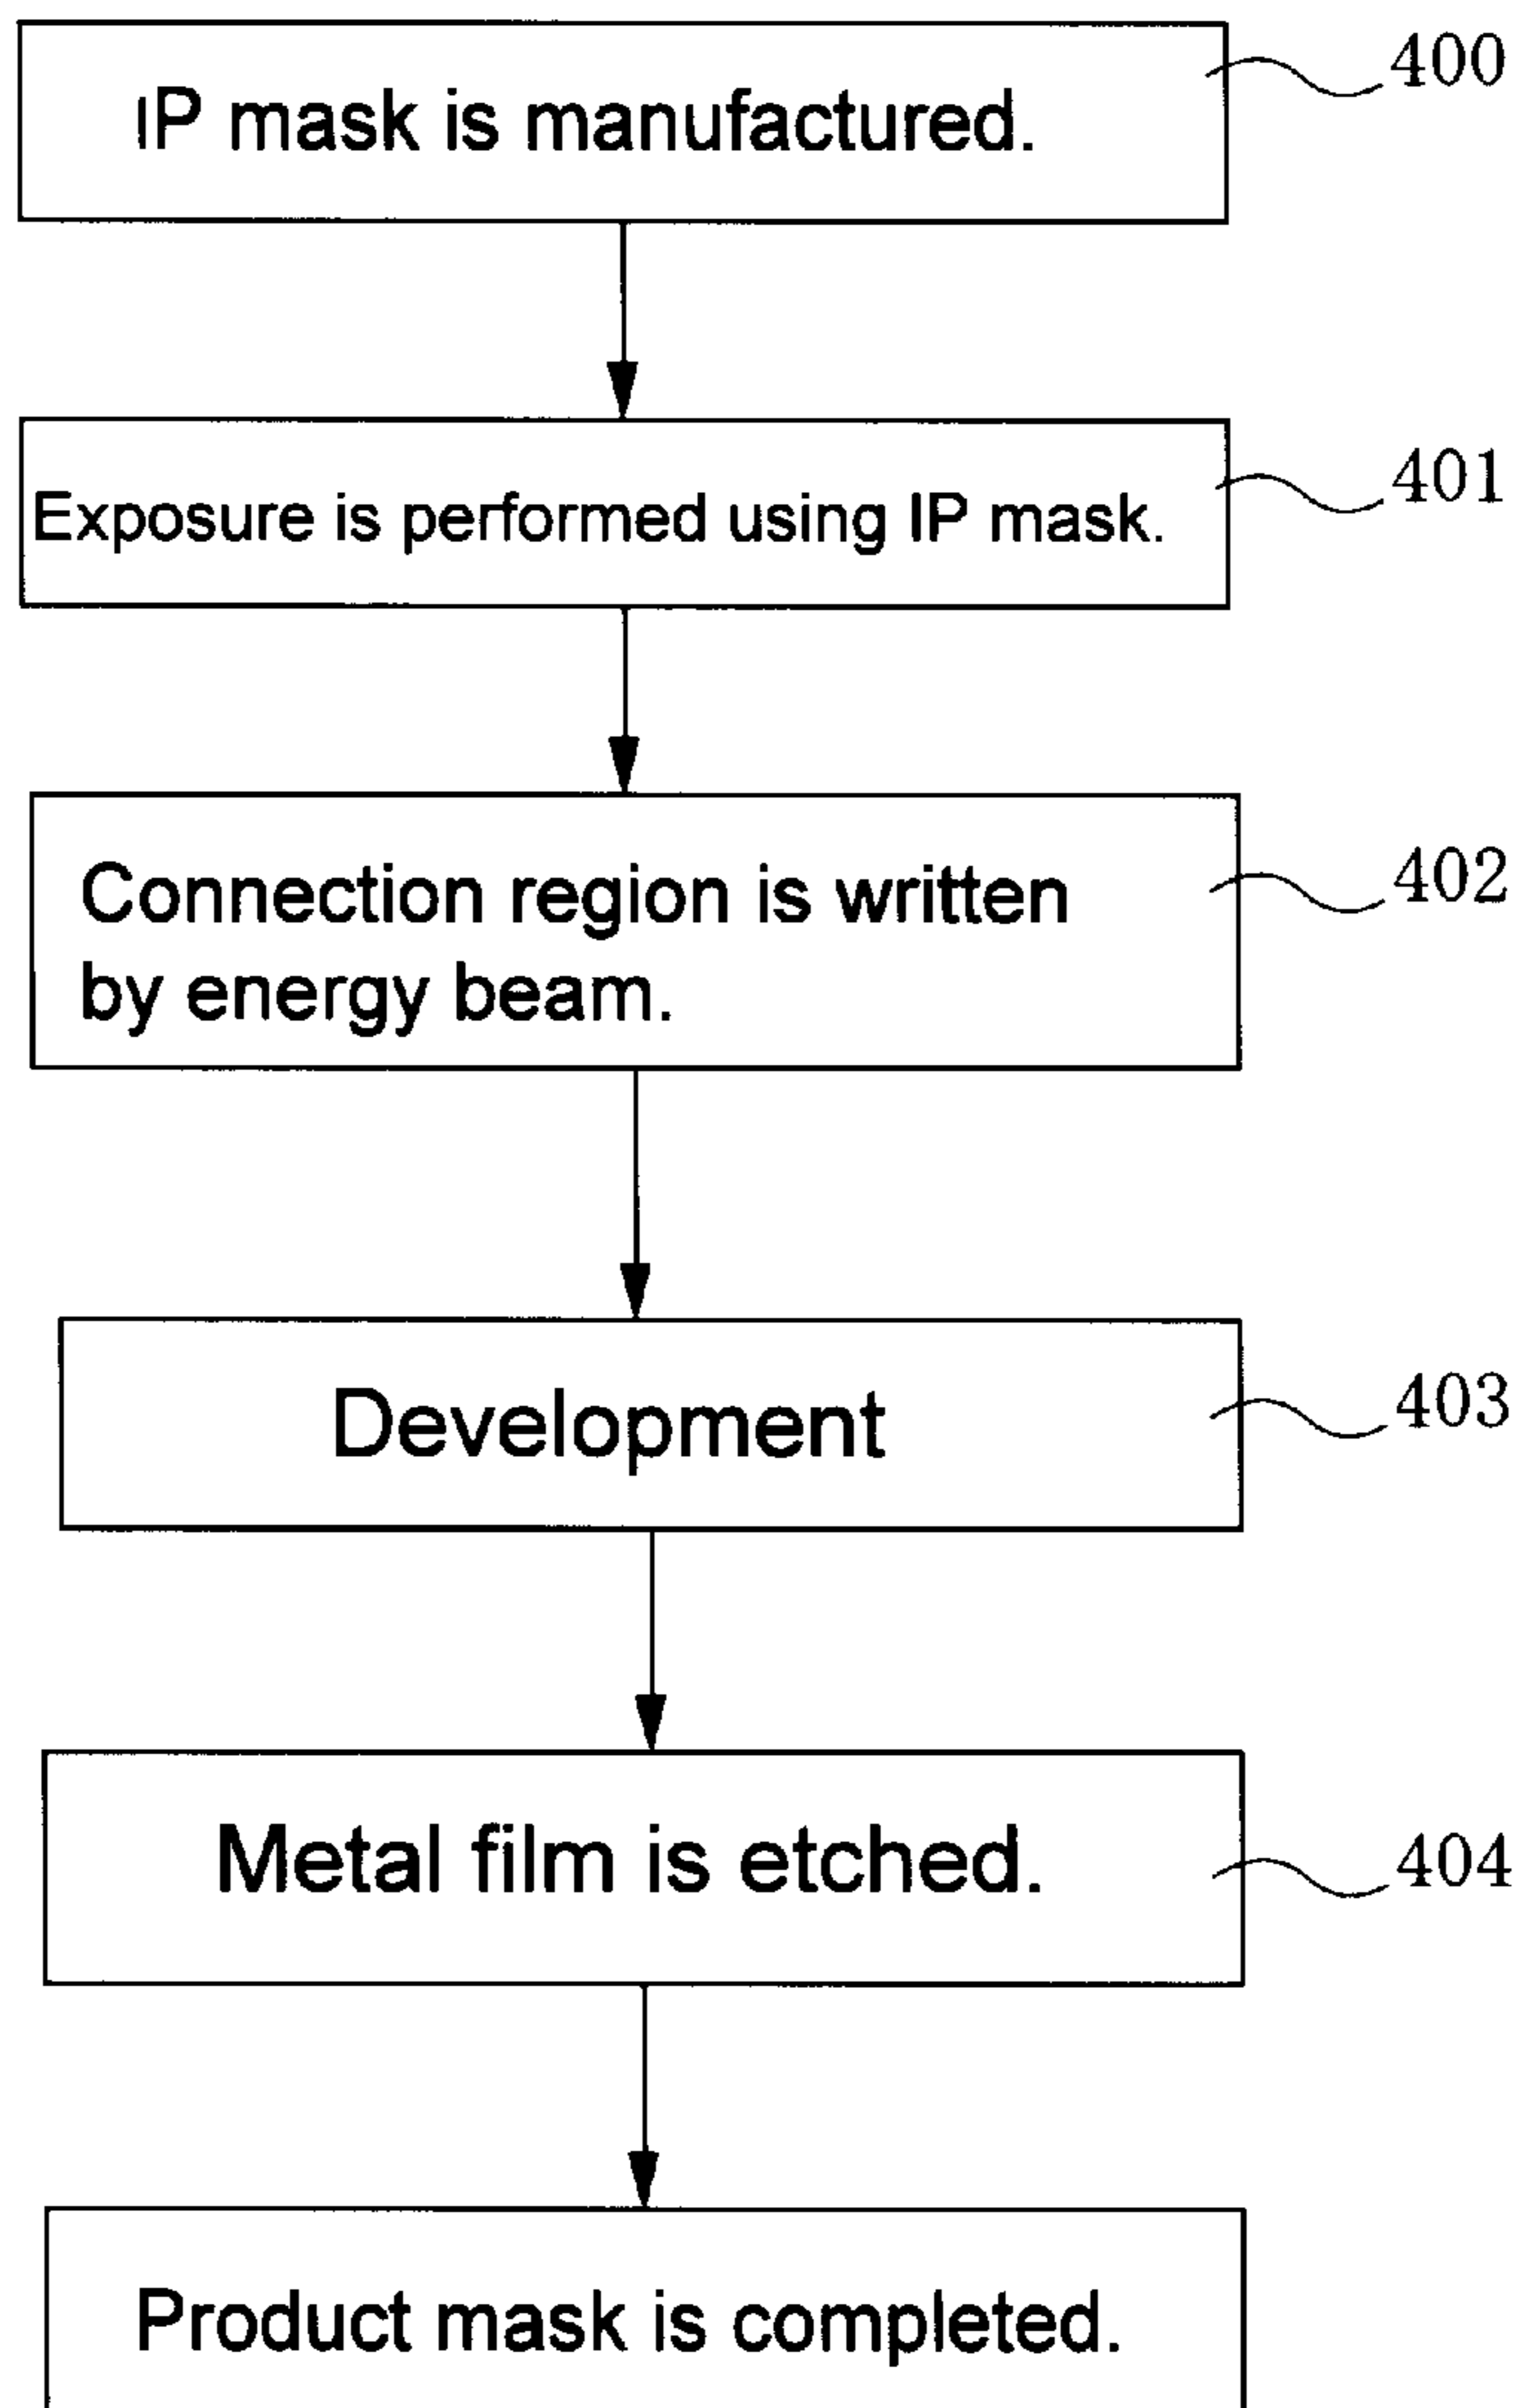 IP mask is manufactured.
400
Exposure is performed using IP mask.
401
Connection region is written
by energy beam.
402
Development
403
Metal film is etched.
404
Product mask is completed.